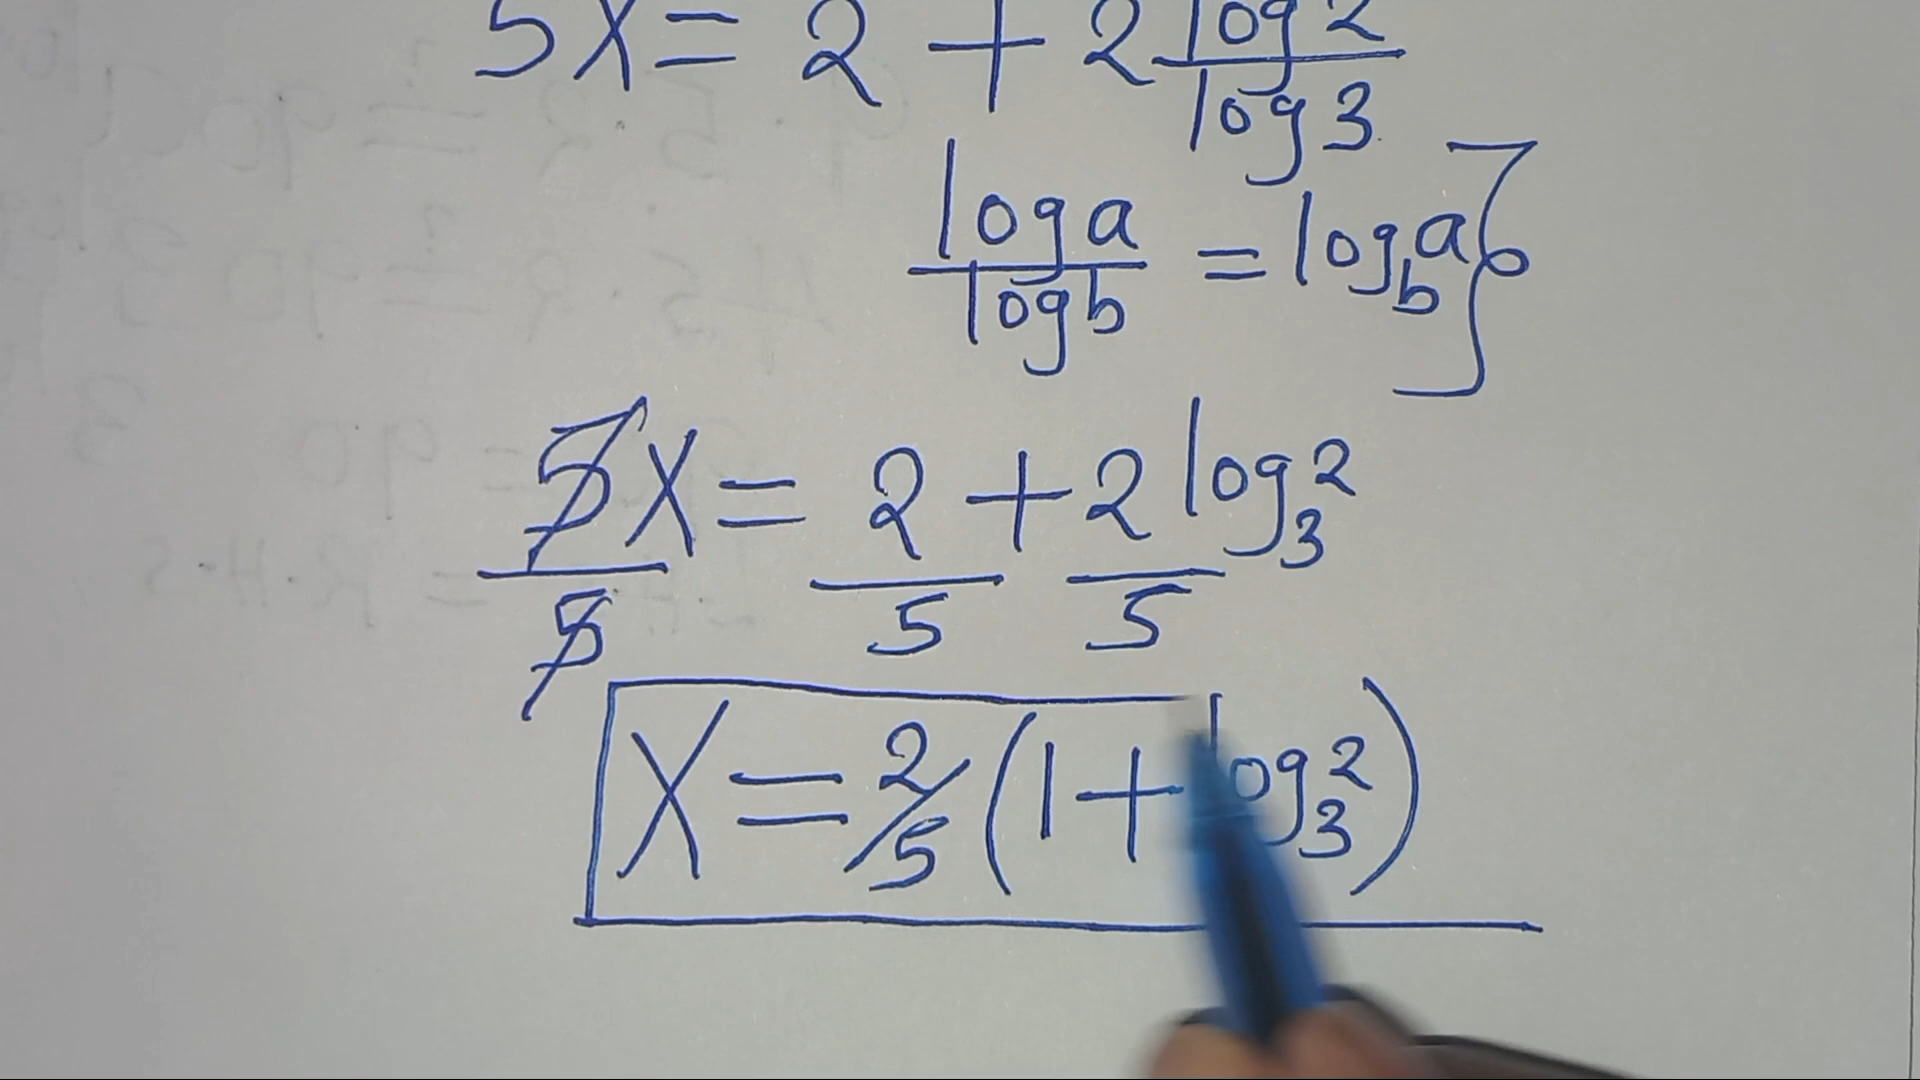 5X = 2 + 2 log 2 / log 3
log a / log b = log_b a }
5X / 5 = 2 / 5 + 2 / 5 log_3 2
X = 2/5 (1 + log_3 2)